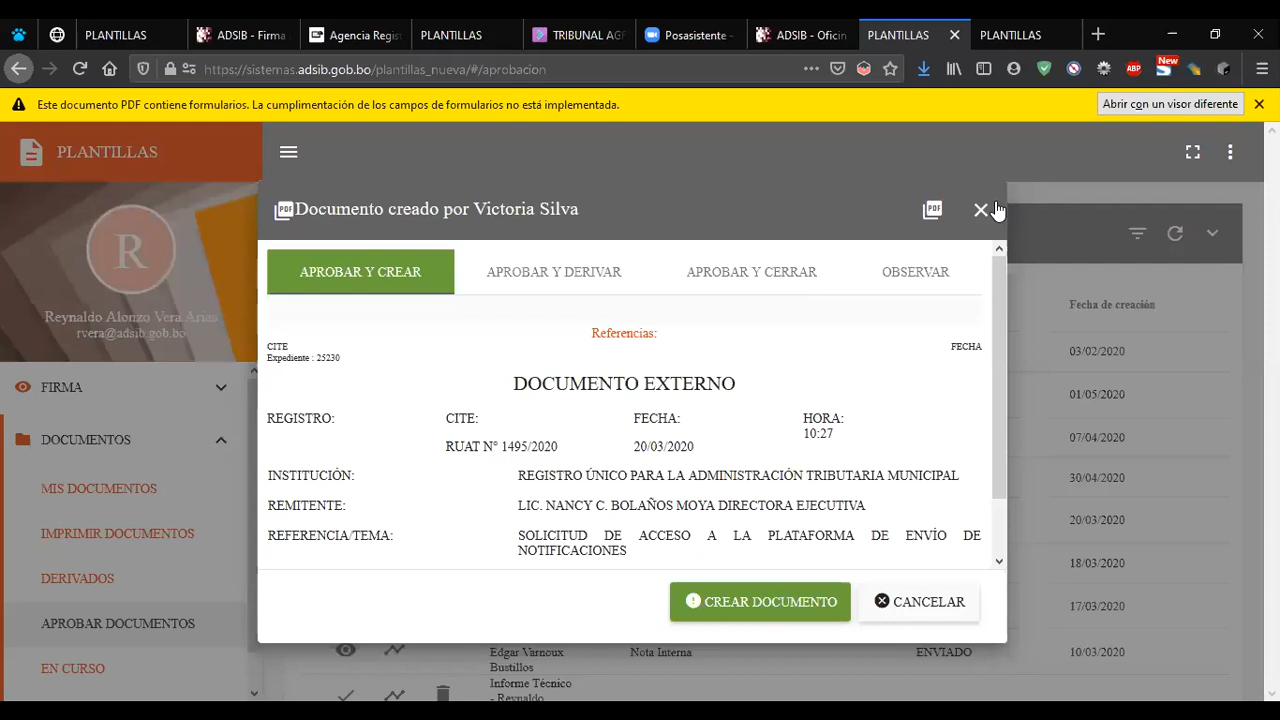 PLANTILLAS
ADSIB - Firma
Agencia Regis
PLANTILLAS
TRIBUNAL AGR
Posasistente -
ADSIB - Oficin
PLANTILLAS
PLANTILLAS
https://sistemas.adsib.gob.bo/plantillas_nueva/#/aprobacion
ABP
New
S
Este documento PDF contiene formularios. La cumplimentación de los campos de formularios no está implementada.
Abrir con un visor diferente
PLANTILLAS
R
Reynaldo Alonzo Vera Arias
rvera@adsib.gob.bo
FIRMA
DOCUMENTOS
MIS DOCUMENTOS
IMPRIMIR DOCUMENTOS
DERIVADOS
APROBAR DOCUMENTOS
EN CURSO
PDF
Documento creado por Victoria Silva
PDF
APROBAR Y CREAR
APROBAR Y DERIVAR
APROBAR Y CERRAR
OBSERVAR
Referencias:
CITE
FECHA
Expediente : 25230
DOCUMENTO EXTERNO
REGISTRO:
CITE:
FECHA:
HORA:
10:27
RUAT N° 1495/2020
20/03/2020
INSTITUCIÓN:
REGISTRO ÚNICO PARA LA ADMINISTRACIÓN TRIBUTARIA MUNICIPAL
REMITENTE:
LIC. NANCY C. BOLAÑOS MOYA DIRECTORA EJECUTIVA
REFERENCIA/TEMA:
SOLICITUD DE ACCESO A LA PLATAFORMA DE ENVÍO DE
NOTIFICACIONES
CREAR DOCUMENTO
CANCELAR
Fecha de creación
03/02/2020
01/05/2020
07/04/2020
30/04/2020
20/03/2020
18/03/2020
17/03/2020
Edgar Varnoux
Bustillos
Nota Interna
ENVIADO
10/03/2020
Informe Técnico
- Reynaldo